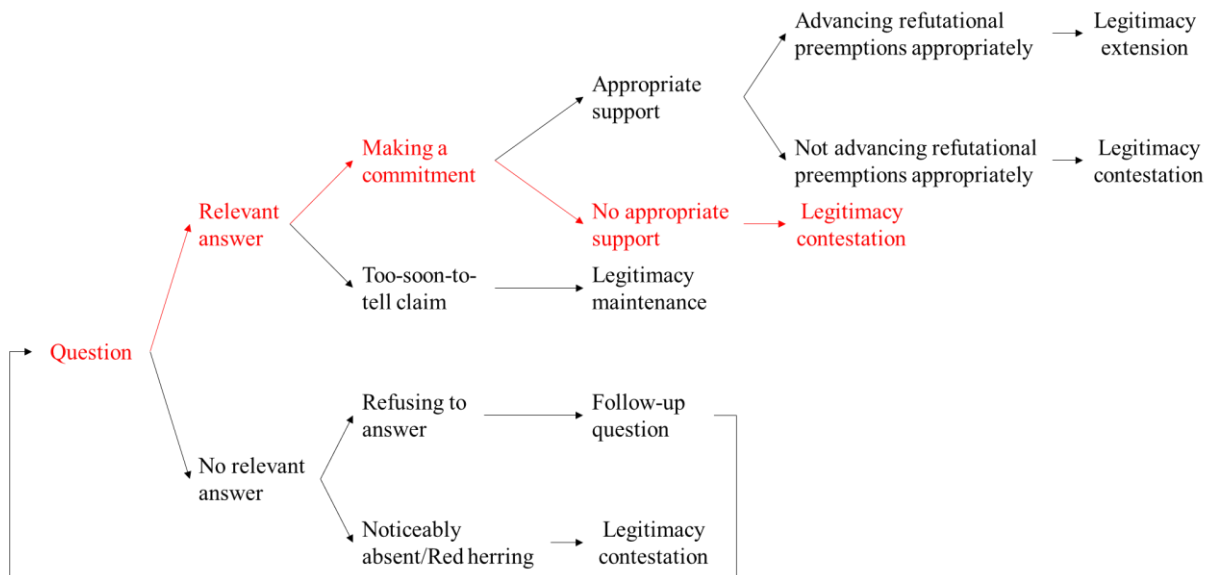 Advancing refutational
preemptions appropriately
Legitimacy
extension
Appropriate
support
Making a
commitment
Not advancing refutational
preemptions appropriately
Legitimacy
contestation
Relevant
answer
No appropriate
support
Legitimacy
contestation
Too-soon-to-
tell claim
Legitimacy
maintenance
Question
Refusing to
answer
Follow-up
question
No relevant
answer
Noticeably
absent/Red herring
Legitimacy
contestation